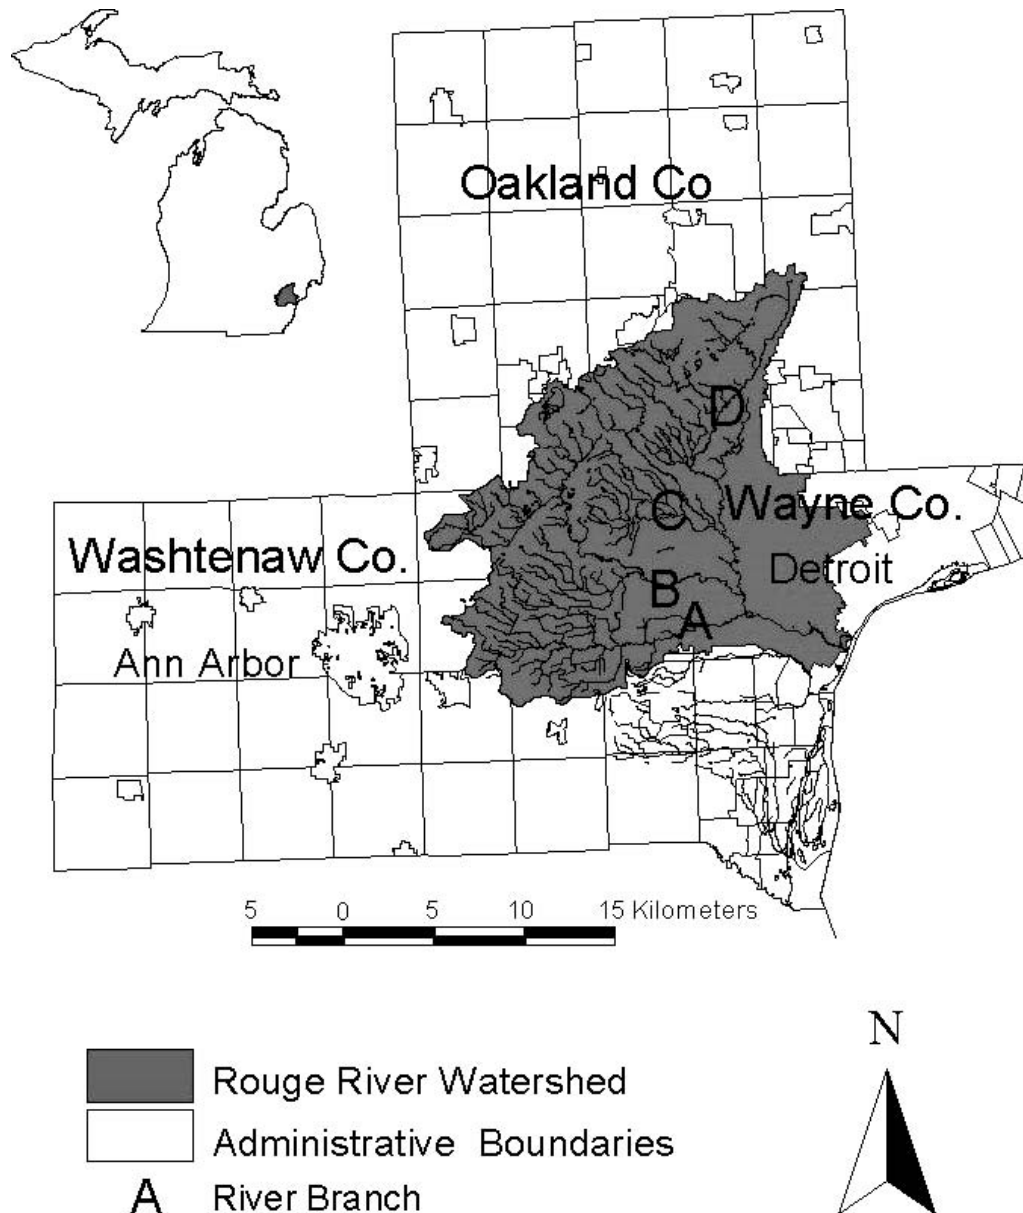 Oakland Co
D
C
Wayne Co.
Washtenaw Co.
Detroit
B
A
Ann Arbor
5 0 5 10 15 Kilometers
N
Rouge River Watershed
Administrative Boundaries
A River Branch